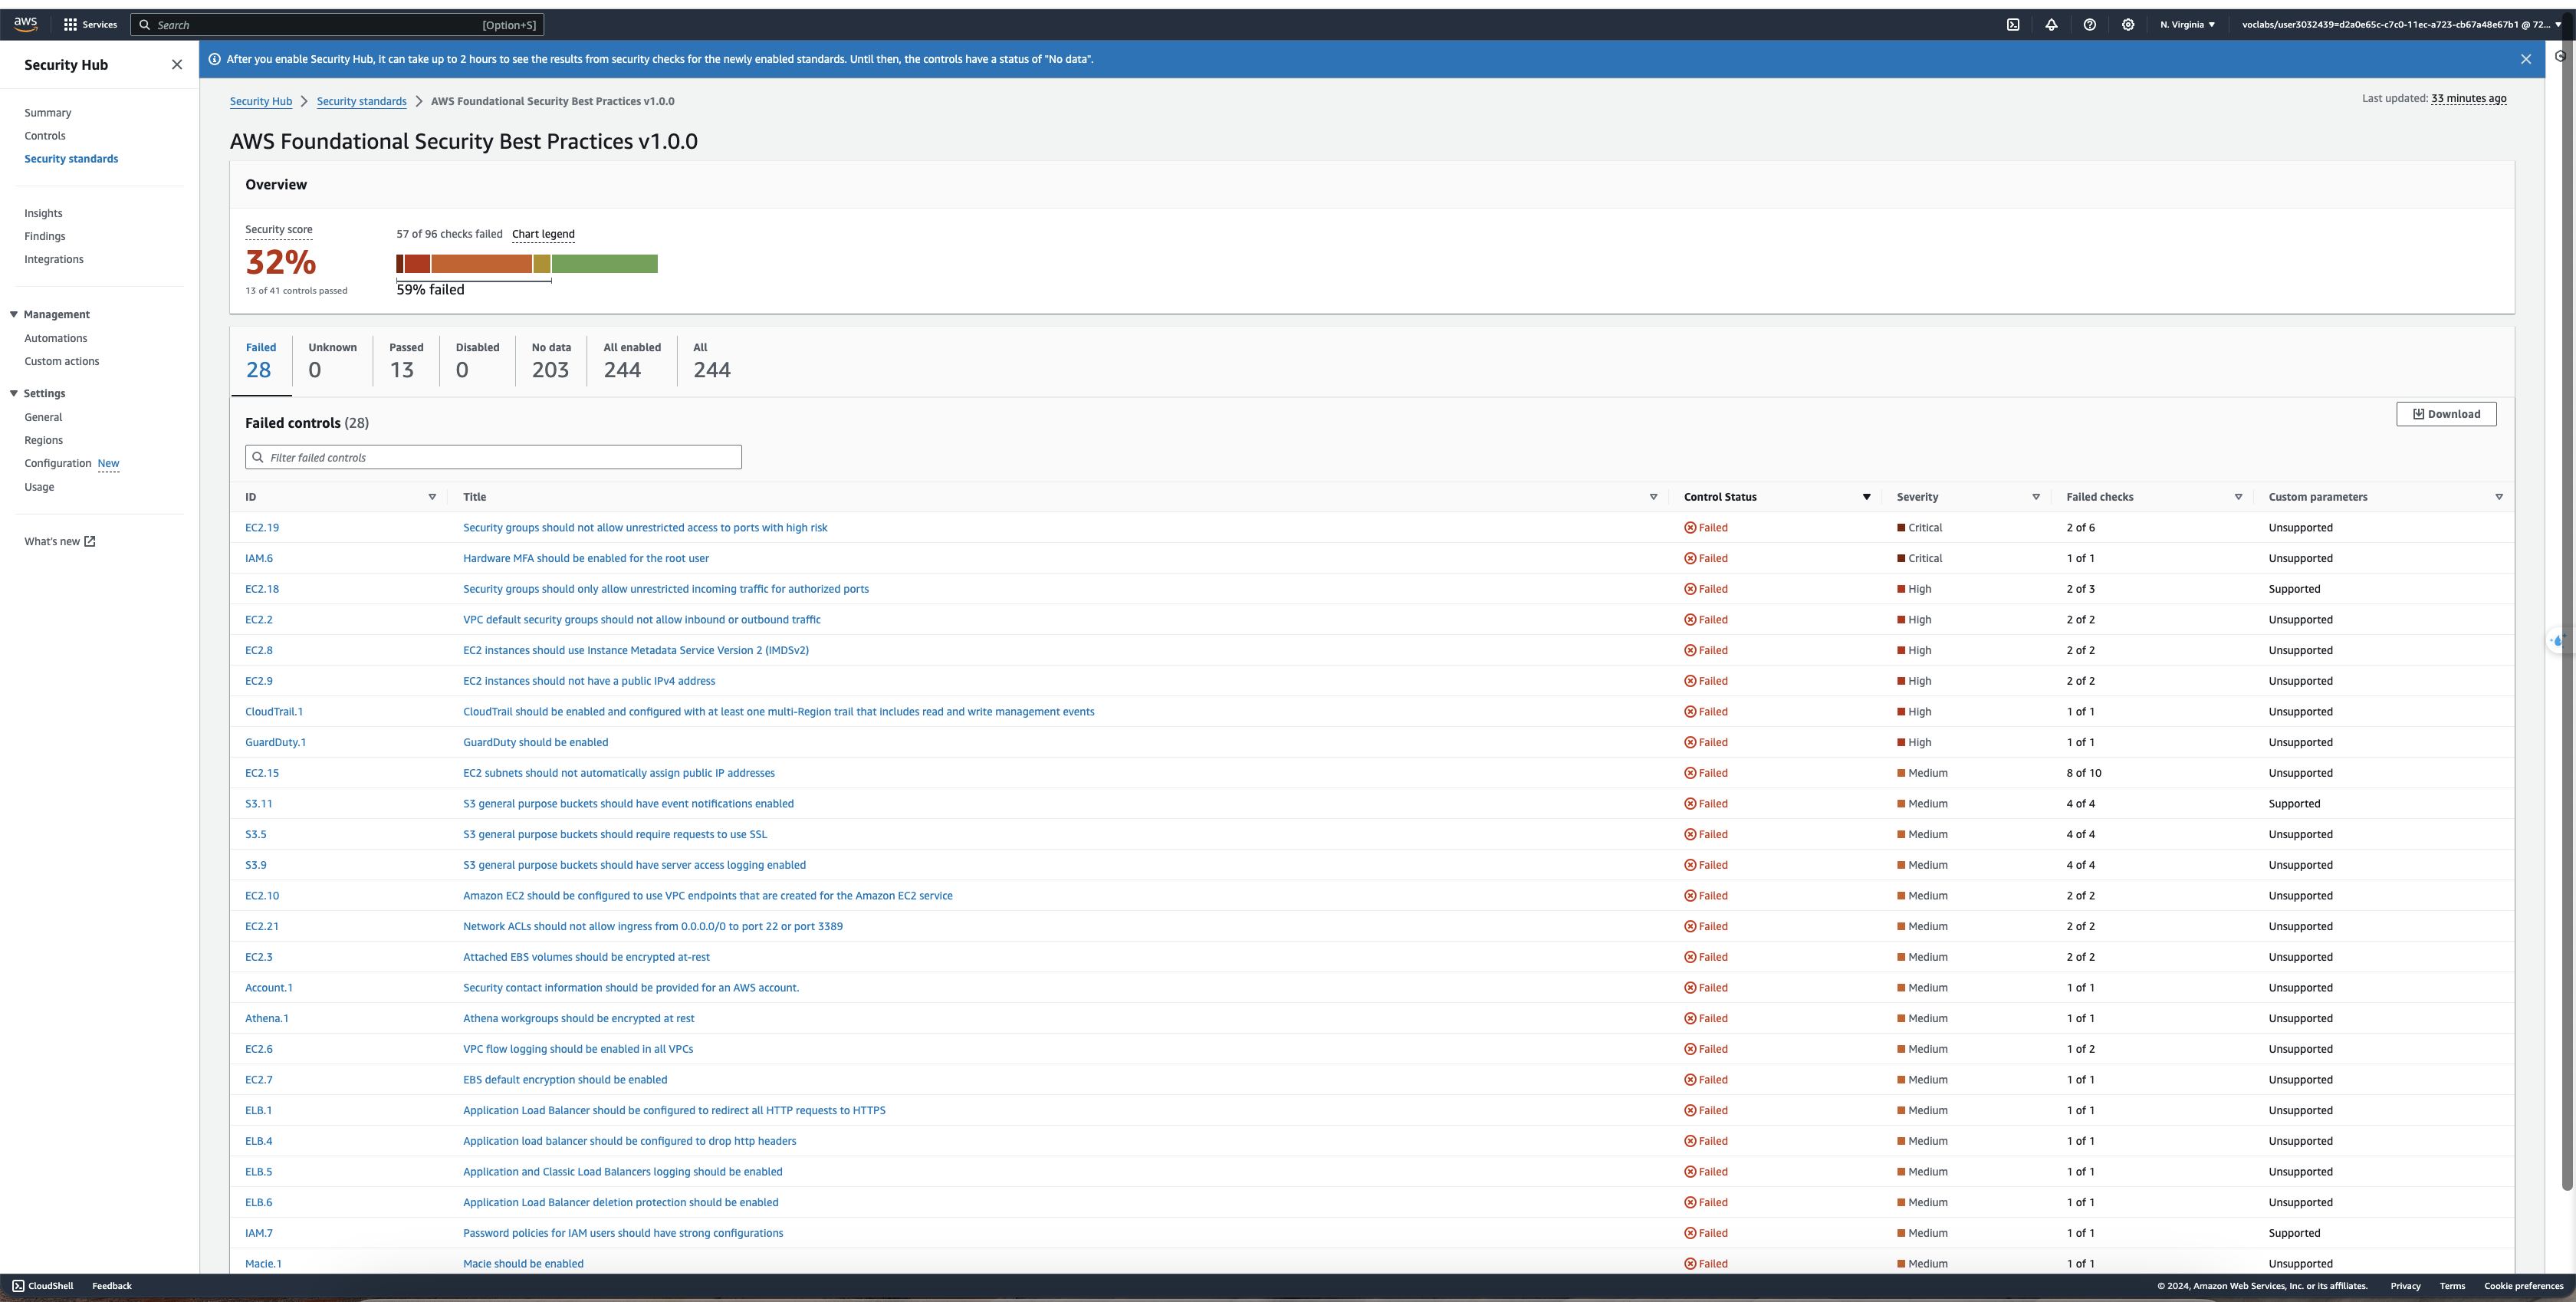 aws Services Search [Option+S] N. Virginia voclabs/user3032439=d2a0e65c-c7c0-11ec-a723-cb67a48e67b1 @ 72...
Security Hub
Summary
Controls
Security standards
Insights
Findings
Integrations
Management
Automations
Custom actions
Settings
General
Regions
Configuration New
Usage
What's new
After you enable Security Hub, it can take up to 2 hours to see the results from security checks for the newly enabled standards. Until then, the controls have a status of "No data".
Security Hub Security standards AWS Foundational Security Best Practices v1.0.0
Last updated: 33 minutes ago
AWS Foundational Security Best Practices v1.0.0
Overview
Security score
32%
13 of 41 controls passed
57 of 96 checks failed Chart legend
59% failed
Failed Unknown Passed Disabled No data All enabled All
28 0 13 0 203 244 244
Failed controls (28)
Download
Filter failed controls
ID Title Control Status Severity Failed checks Custom parameters
EC2.19 Security groups should not allow unrestricted access to ports with high risk Failed Critical 2 of 6 Unsupported
IAM.6 Hardware MFA should be enabled for the root user Failed Critical 1 of 1 Unsupported
EC2.18 Security groups should only allow unrestricted incoming traffic for authorized ports Failed High 2 of 3 Supported
EC2.2 VPC default security groups should not allow inbound or outbound traffic Failed High 2 of 2 Unsupported
EC2.8 EC2 instances should use Instance Metadata Service Version 2 (IMDSv2) Failed High 2 of 2 Unsupported
EC2.9 EC2 instances should not have a public IPv4 address Failed High 2 of 2 Unsupported
CloudTrail.1 CloudTrail should be enabled and configured with at least one multi-Region trail that includes read and write management events Failed High 1 of 1 Unsupported
GuardDuty.1 GuardDuty should be enabled Failed High 1 of 1 Unsupported
EC2.15 EC2 subnets should not automatically assign public IP addresses Failed Medium 8 of 10 Unsupported
S3.11 S3 general purpose buckets should have event notifications enabled Failed Medium 4 of 4 Supported
S3.5 S3 general purpose buckets should require requests to use SSL Failed Medium 4 of 4 Unsupported
S3.9 S3 general purpose buckets should have server access logging enabled Failed Medium 4 of 4 Unsupported
EC2.10 Amazon EC2 should be configured to use VPC endpoints that are created for the Amazon EC2 service Failed Medium 2 of 2 Unsupported
EC2.21 Network ACLs should not allow ingress from 0.0.0.0/0 to port 22 or port 3389 Failed Medium 2 of 2 Unsupported
EC2.3 Attached EBS volumes should be encrypted at-rest Failed Medium 2 of 2 Unsupported
Account.1 Security contact information should be provided for an AWS account. Failed Medium 1 of 1 Unsupported
Athena.1 Athena workgroups should be encrypted at rest Failed Medium 1 of 1 Unsupported
EC2.6 VPC flow logging should be enabled in all VPCs Failed Medium 1 of 2 Unsupported
EC2.7 EBS default encryption should be enabled Failed Medium 1 of 1 Unsupported
ELB.1 Application Load Balancer should be configured to redirect all HTTP requests to HTTPS Failed Medium 1 of 1 Unsupported
ELB.4 Application load balancer should be configured to drop http headers Failed Medium 1 of 1 Unsupported
ELB.5 Application and Classic Load Balancers logging should be enabled Failed Medium 1 of 1 Unsupported
ELB.6 Application Load Balancer deletion protection should be enabled Failed Medium 1 of 1 Unsupported
IAM.7 Password policies for IAM users should have strong configurations Failed Medium 1 of 1 Supported
Macie.1 Macie should be enabled Failed Medium 1 of 1 Unsupported
CloudShell Feedback © 2024, Amazon Web Services, Inc. or its affiliates. Privacy Terms Cookie preferences